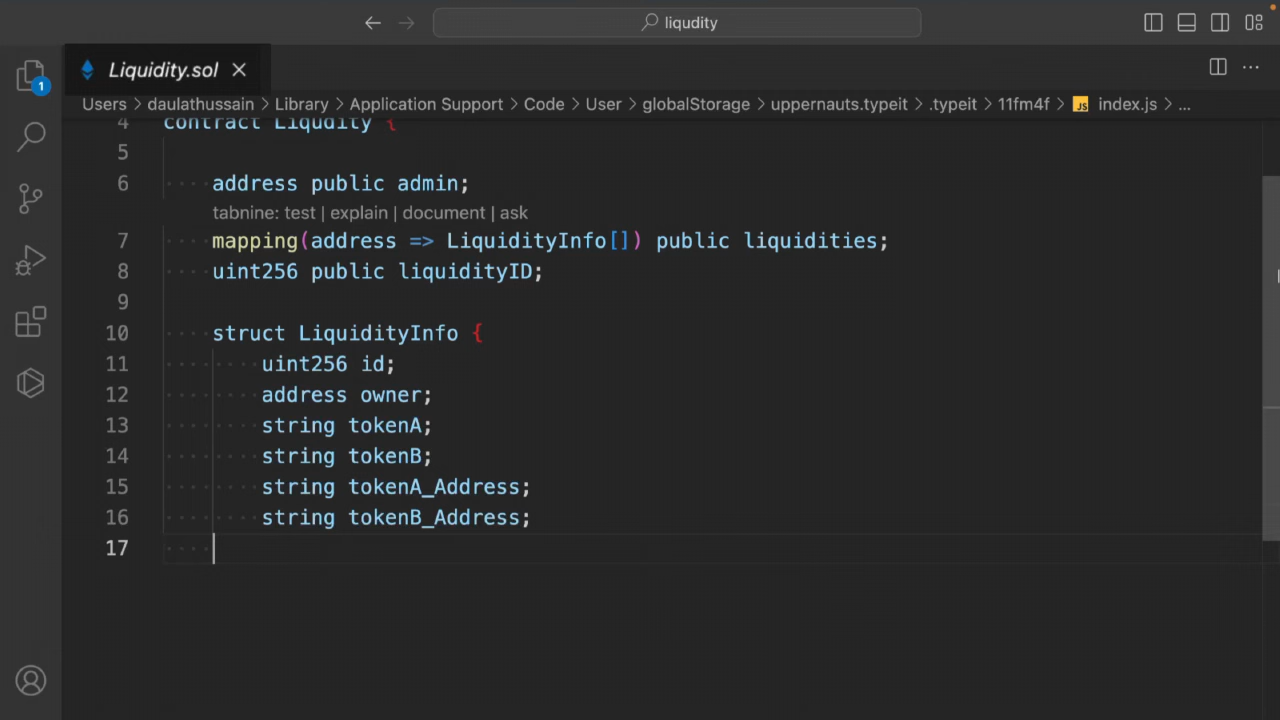 liqudity
Liquidity.sol
Users > daulathussain > Library > Application Support > Code > User > globalStorage > uppernauts.typeit > .typeit > 11fm4f > JS index.js > ...
1
4 contract Liqudity {
5
6 address public admin;
tabnine: test | explain | document | ask
7 mapping(address => LiquidityInfo[]) public liquidities;
8 uint256 public liquidityID;
9
10 struct LiquidityInfo {
11 uint256 id;
12 address owner;
13 string tokenA;
14 string tokenB;
15 string tokenA_Address;
16 string tokenB_Address;
17